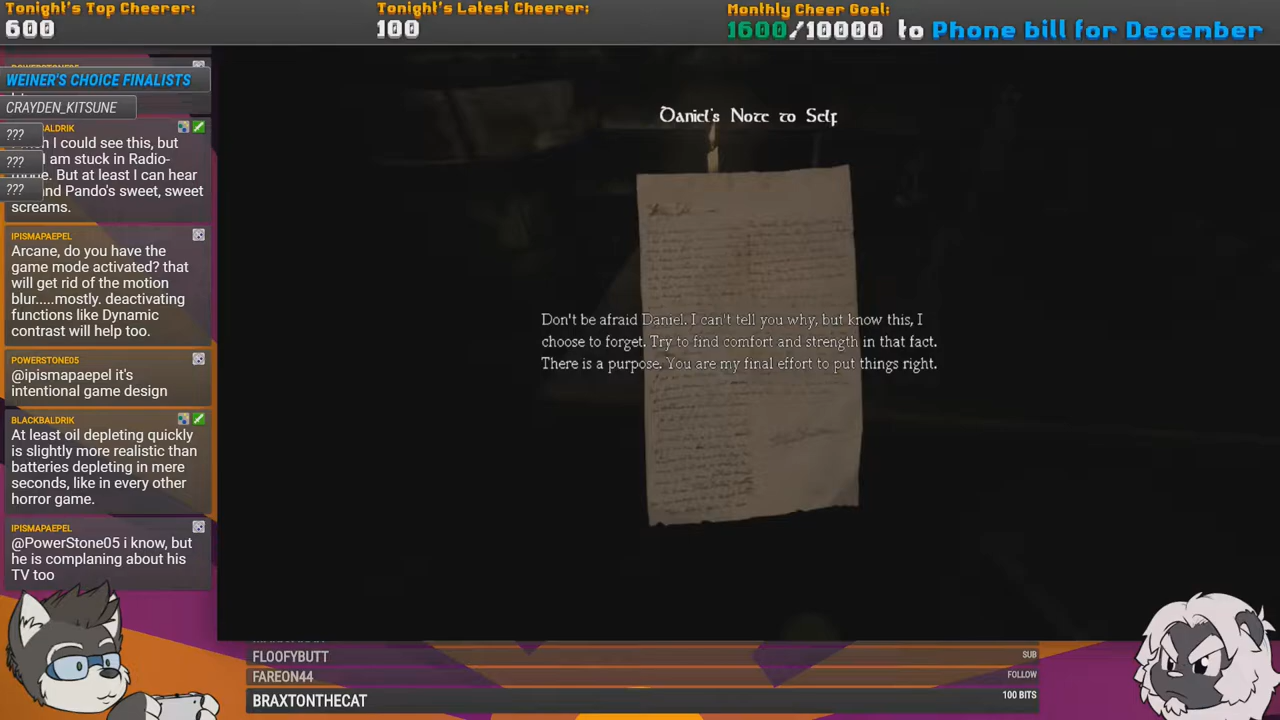 Tonight's Top Cheerer:
600
Tonight's Latest Cheerer:
100
Monthly Cheer Goal:
1600/10000 to Phone bill for December
WEINER'S CHOICE FINALISTS
CRAYDEN_KITSUNE
???
???
???
ALDRIK
I could see this, but
I am stuck in Radio-
But at least I can hear
and Pando's sweet, sweet
screams.
IPISMAPAEPEL
Arcane, do you have the
game mode activated? that
will get rid of the motion
blur.....mostly. deactivating
functions like Dynamic
contrast will help too.
POWERSTONE05
@ipismapaepel it's
intentional game design
BLACKBALDRIK
At least oil depleting quickly
is slightly more realistic than
batteries depleting in mere
seconds, like in every other
horror game.
IPISMAPAEPEL
@PowerStone05 i know, but
he is complaning about his
TV too
Daniel's Note to Self
Don't be afraid Daniel. I can't tell you why, but know this, I
choose to forget. Try to find comfort and strength in that fact.
There is a purpose. You are my final effort to put things right.
FLOOFYBUTT SUB
FAREON44 FOLLOW
BRAXTONTHECAT 100 BITS